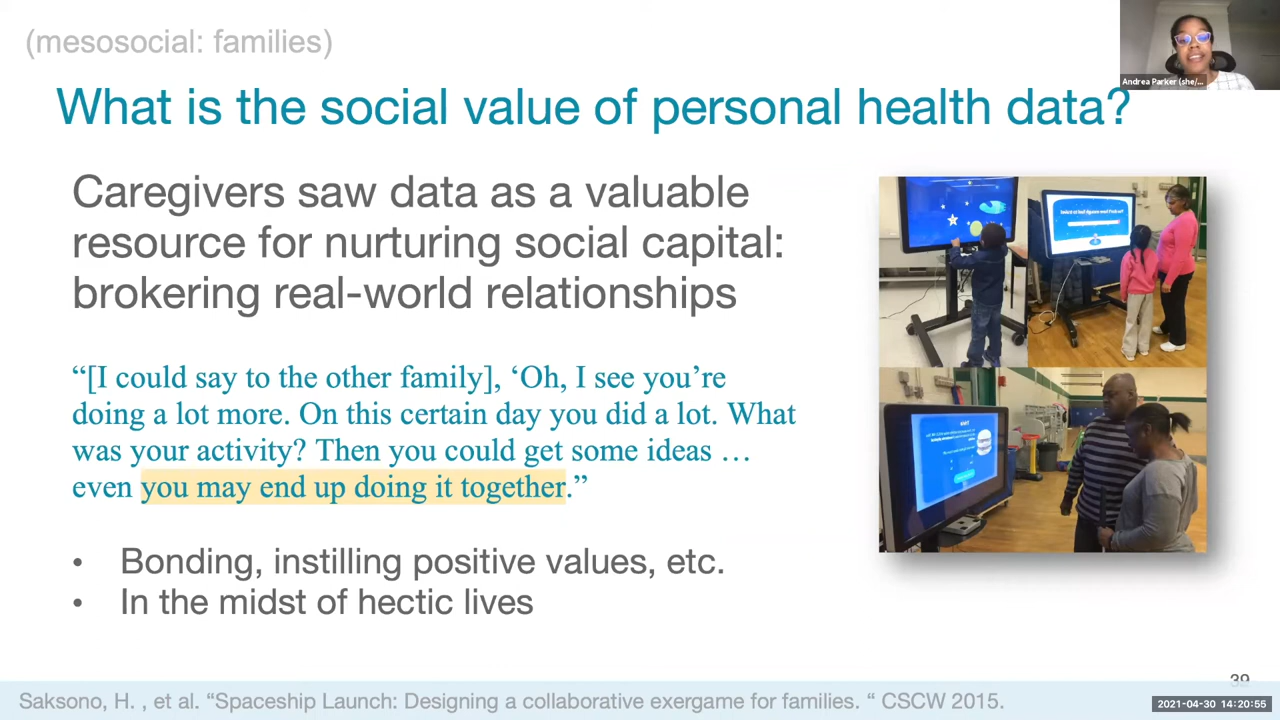 (mesosocial: families)
Andrea Parker (she/...
What is the social value of personal health data?
Caregivers saw data as a valuable
resource for nurturing social capital:
brokering real-world relationships
“[I could say to the other family], ‘Oh, I see you’re
doing a lot more. On this certain day you did a lot. What
was your activity? Then you could get some ideas …
even you may end up doing it together.”
• Bonding, instilling positive values, etc.
• In the midst of hectic lives
39
Saksono, H. , et al. “Spaceship Launch: Designing a collaborative exergame for families. “ CSCW 2015.
2021-04-30 14:20:55